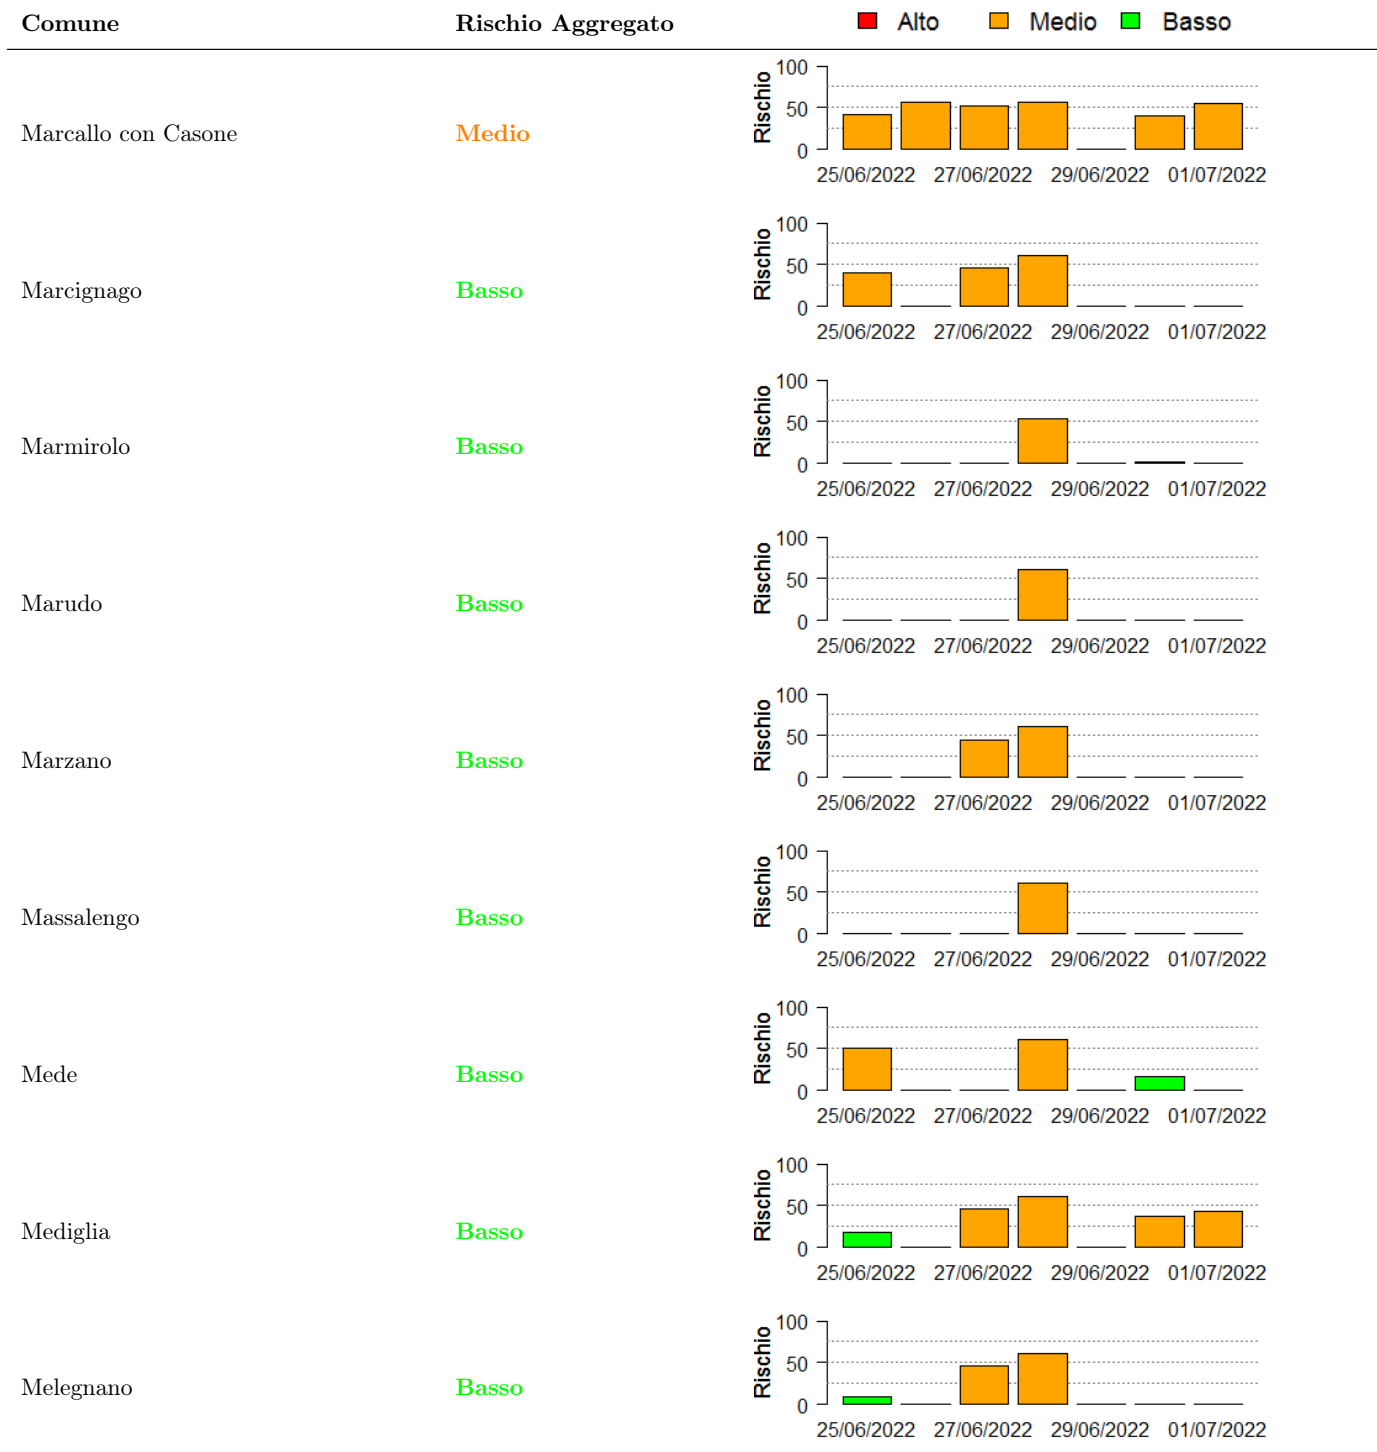 Comune Rischio Aggregato Alto Medio Basso
Marcallo con Casone Medio
Rischio
100
50
0
25/06/2022 27/06/2022 29/06/2022 01/07/2022
Marcignago Basso
Rischio
100
50
0
25/06/2022 27/06/2022 29/06/2022 01/07/2022
Marmirolo Basso
Rischio
100
50
0
25/06/2022 27/06/2022 29/06/2022 01/07/2022
Marudo Basso
Rischio
100
50
0
25/06/2022 27/06/2022 29/06/2022 01/07/2022
Marzano Basso
Rischio
100
50
0
25/06/2022 27/06/2022 29/06/2022 01/07/2022
Massalengo Basso
Rischio
100
50
0
25/06/2022 27/06/2022 29/06/2022 01/07/2022
Mede Basso
Rischio
100
50
0
25/06/2022 27/06/2022 29/06/2022 01/07/2022
Mediglia Basso
Rischio
100
50
0
25/06/2022 27/06/2022 29/06/2022 01/07/2022
Melegnano Basso
Rischio
100
50
0
25/06/2022 27/06/2022 29/06/2022 01/07/2022